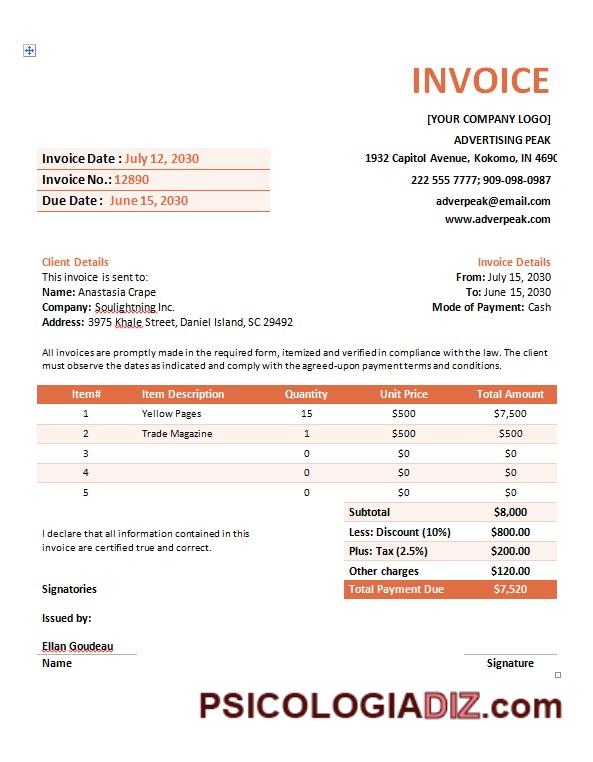 INVOICE
[YOUR COMPANY LOGO]
ADVERTISING PEAK
1932 Capitol Avenue, Kokomo, IN 4690
222 555 7777; 909-098-0987
adverpeak@email.com
www.adverpeak.com
Invoice Date : July 12, 2030
Invoice No.: 12890
Due Date : June 15, 2030
Client Details
This invoice is sent to:
Name: Anastasia Crape
Company: Soulightning Inc.
Address: 3975 Khale Street, Daniel Island, SC 29492
Invoice Details
From: July 15, 2030
To: June 15, 2030
Mode of Payment: Cash
All invoices are promptly made in the required form, itemized and verified in compliance with the law. The client
must observe the dates as indicated and comply with the agreed-upon payment terms and conditions.
Item# Item Description Quantity Unit Price Total Amount
1 Yellow Pages 15 $500 $7,500
2 Trade Magazine 1 $500 $500
3 0 $0 $0
4 0 $0 $0
5 0 $0 $0
Subtotal $8,000
Less: Discount (10%) $800.00
Plus: Tax (2.5%) $200.00
Other charges $120.00
Total Payment Due $7,520
I declare that all information contained in this
invoice are certified true and correct.
Signatories
Issued by:
Ellan Goudeau
Name
Signature
PSICOLOGIADIZ.com